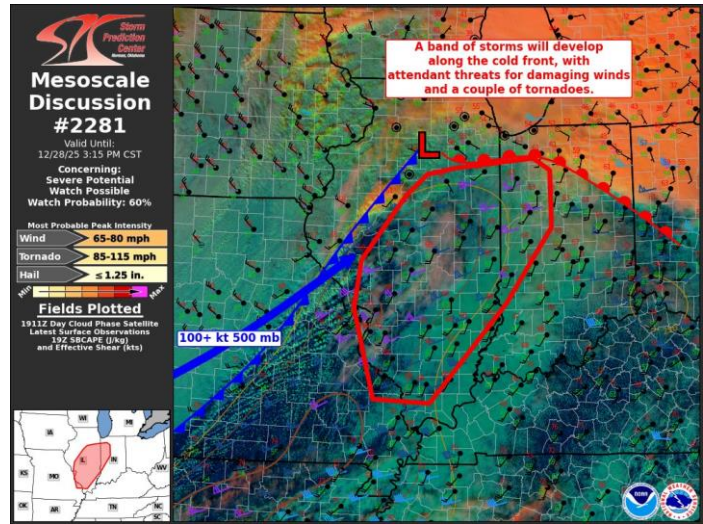 Storm
Prediction
Center
Norman, Oklahoma
Mesoscale
Discussion
#2281
Valid Until:
12/28/25 3:15 PM CST
Concerning:
Severe Potential
Watch Possible
Watch Probability: 60%
Most Probable Peak Intensity
Wind 65-80 mph
Tornado 85-115 mph
Hail ≤ 1.25 in.
Min Max
Fields Plotted
1911Z Day Cloud Phase Satellite
Latest Surface Observations
19Z SBCAPE (J/kg)
and Effective Shear (kts)
A band of storms will develop
along the cold front, with
attendant threats for damaging winds
and a couple of tornadoes.
L
100+ kt 500 mb
WI
MI
IA
IL
IN
KS
MO
WV
OK
AR
TN
NC
SC
NOAA